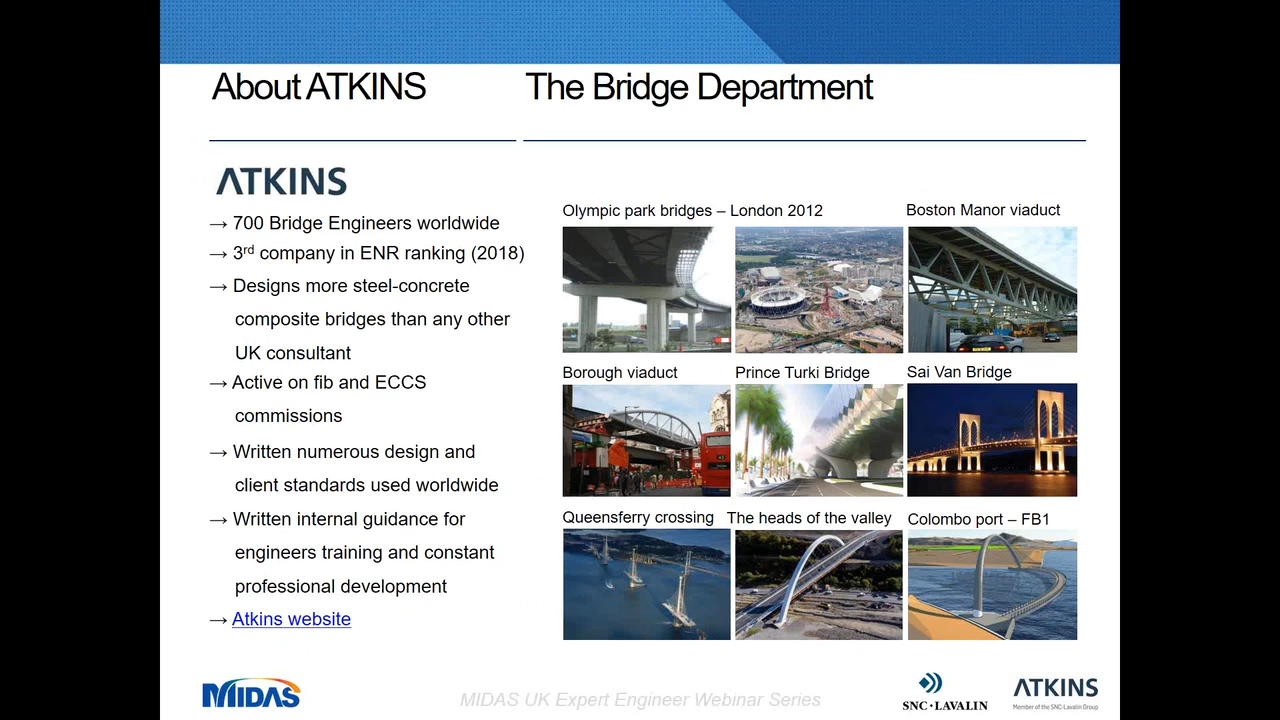 About ATKINS
The Bridge Department
ATKINS
→ 700 Bridge Engineers worldwide
→ 3rd company in ENR ranking (2018)
→ Designs more steel-concrete
composite bridges than any other
UK consultant
→ Active on fib and ECCS
commissions
→ Written numerous design and
client standards used worldwide
→ Written internal guidance for
engineers training and constant
professional development
→ Atkins website
Olympic park bridges – London 2012
Boston Manor viaduct
Borough viaduct
Prince Turki Bridge
Sai Van Bridge
Queensferry crossing
The heads of the valley
Colombo port – FB1
MIDAS
MIDAS UK Expert Engineer Webinar Series
SNC•LAVALIN
ATKINS
Member of the SNC-Lavalin Group